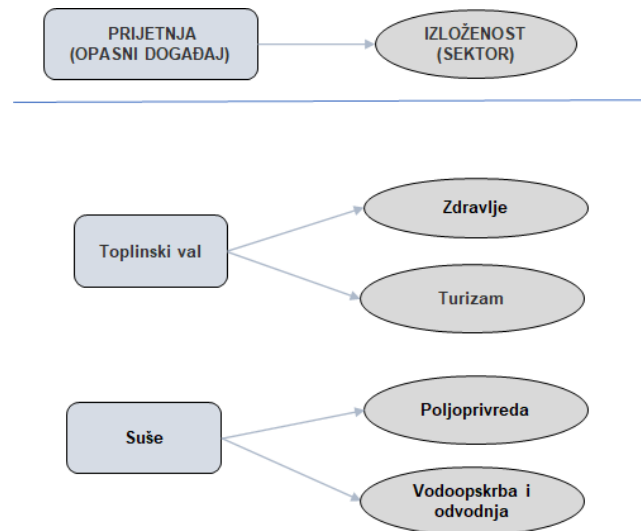 PRIJETNJA
(OPASNI DOGAĐAJ)
IZLOŽENOST
(SEKTOR)
Toplinski val
Zdravlje
Turizam
Suše
Poljoprivreda
Vodoopskrba i
odvodnja